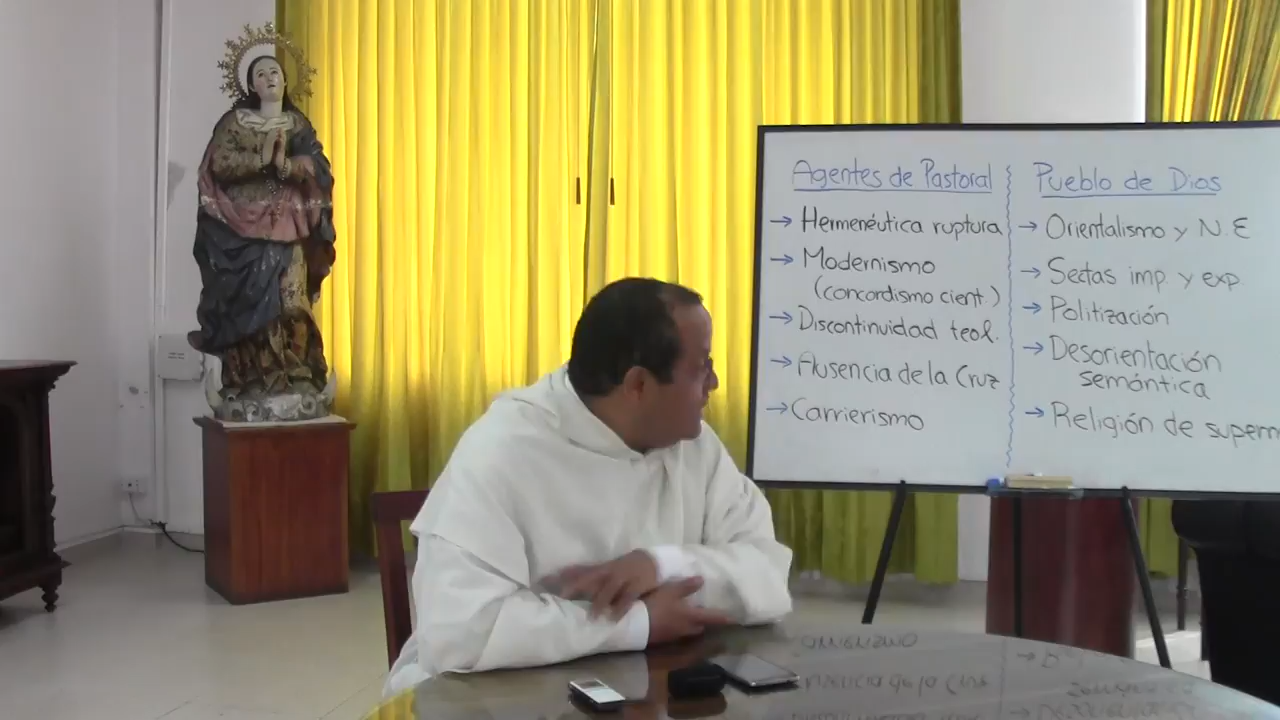 Agentes de Pastoral
→ Hermenéutica ruptura
→ Modernismo
(concordismo cient.)
→ Discontinuidad teol.
→ Ausencia de la Cruz
→ Carrierismo
Pueblo de Dios
→ Orientalismo y N.E
→ Sectas imp. y exp.
→ Politización
→ Desorientación
semántica
→ Religión de